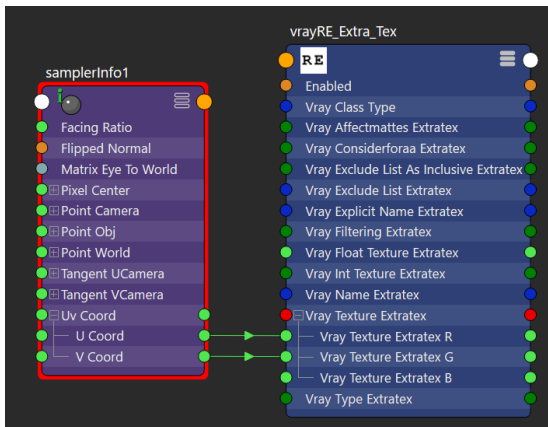 vrayRE_Extra_Tex
RE
Enabled
Vray Class Type
Vray Affectmattes Extratex
Vray Considerforaa Extratex
Vray Exclude List As Inclusive Extratex
Vray Exclude List Extratex
Vray Explicit Name Extratex
Vray Filtering Extratex
Vray Float Texture Extratex
Vray Int Texture Extratex
Vray Name Extratex
Vray Texture Extratex
Vray Texture Extratex R
Vray Texture Extratex G
Vray Texture Extratex B
Vray Type Extratex
samplerInfo1
i
Facing Ratio
Flipped Normal
Matrix Eye To World
Pixel Center
Point Camera
Point Obj
Point World
Tangent UCamera
Tangent VCamera
Uv Coord
U Coord
V Coord